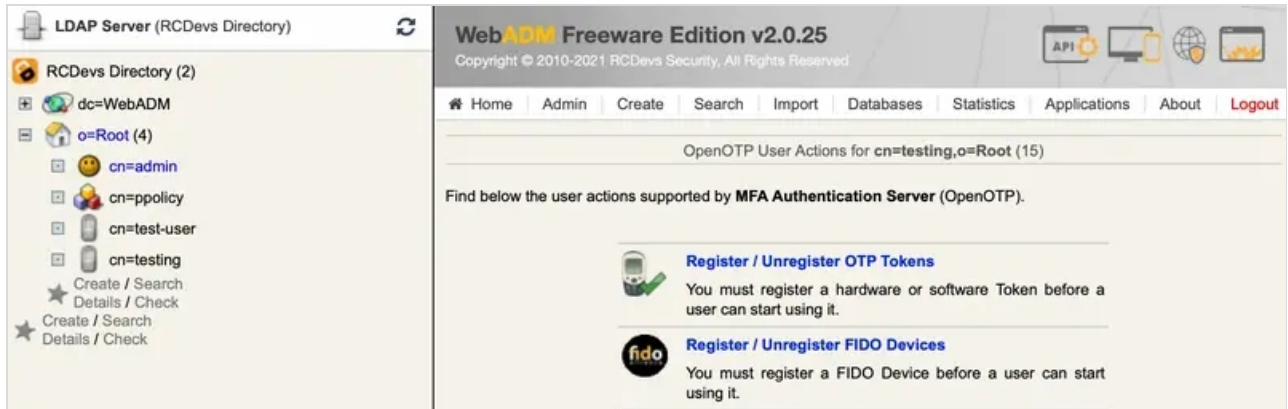 LDAP Server (RCDevs Directory)
RCDevs Directory (2)
dc=WebADM
o=Root (4)
cn=admin
cn=ppolicy
cn=test-user
cn=testing
Create / Search
Details / Check
Create / Search
Details / Check
WebADM Freeware Edition v2.0.25
Copyright © 2010-2021 RCDevs Security, All Rights Reserved
API
Home Admin Create Search Import Databases Statistics Applications About Logout
OpenOTP User Actions for cn=testing,o=Root (15)
Find below the user actions supported by MFA Authentication Server (OpenOTP).
Register / Unregister OTP Tokens
You must register a hardware or software Token before a
user can start using it.
fido
Register / Unregister FIDO Devices
You must register a FIDO Device before a user can start
using it.